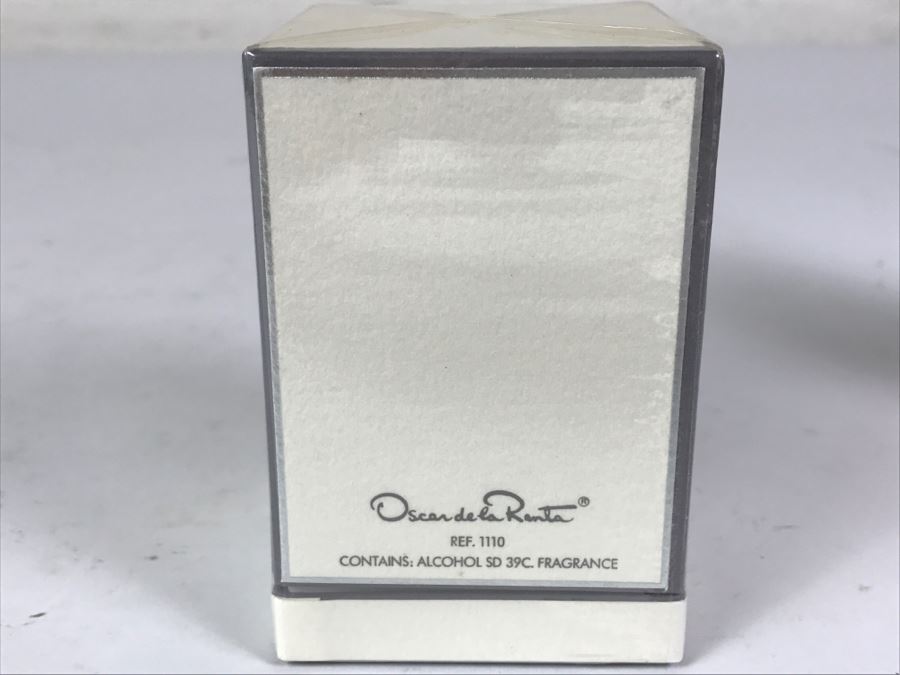 Oscar de la Renta®
REF. 1110
CONTAINS: ALCOHOL SD 39C. FRAGRANCE